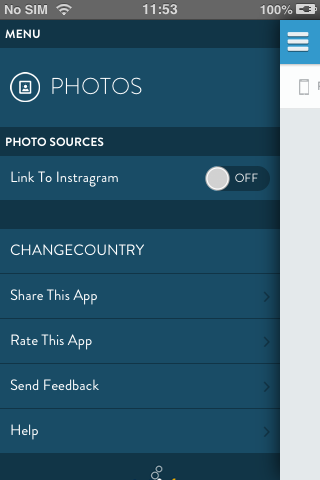 No SIM 11:53 100%
MENU
PHOTOS
PHOTO SOURCES
Link To Instragram OFF
CHANGECOUNTRY
Share This App
Rate This App
Send Feedback
Help